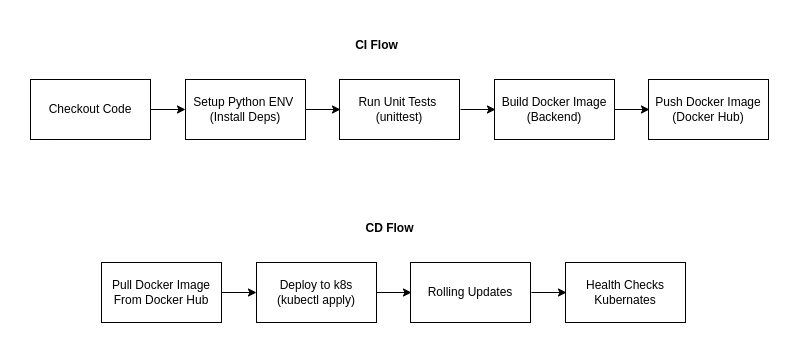 CI Flow
Checkout Code
Setup Python ENV
(Install Deps)
Run Unit Tests
(unittest)
Build Docker Image
(Backend)
Push Docker Image
(Docker Hub)
CD Flow
Pull Docker Image
From Docker Hub
Deploy to k8s
(kubectl apply)
Rolling Updates
Health Checks
Kubernates